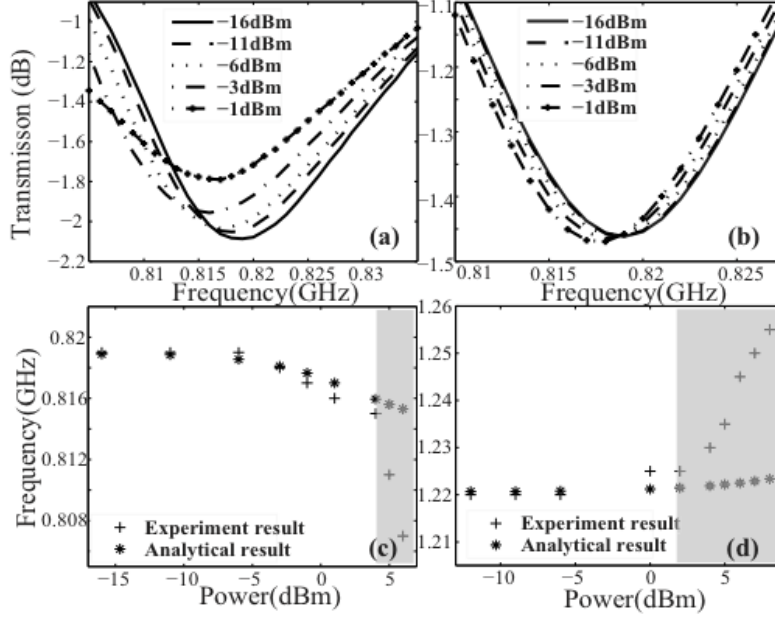 −1
−1.2
−1.4
−1.6
−1.8
−2
−2.2
Transmisson (dB)
−16dBm
−11dBm
−6dBm
−3dBm
−1dBm
(a)
0.81 0.815 0.82 0.825 0.83
Frequency(GHz)
−1.1
−1.2
−1.3
−1.4
−1.5
−16dBm
−11dBm
−6dBm
−3dBm
−1dBm
(b)
0.81 0.815 0.82 0.825
Frequency(GHz)
0.82
0.816
0.812
0.808
Frequency(GHz)
Experiment result
Analytical result
(c)
−15 −10 −5 0 5
Power(dBm)
1.26
1.25
1.24
1.23
1.22
1.21
Experiment result
Analytical result
(d)
−10 −5 0 5
Power(dBm)